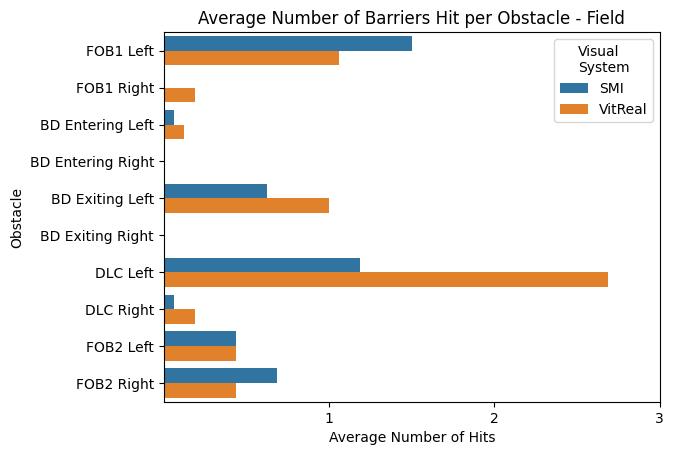 Average Number of Barriers Hit per Obstacle - Field
Visual
System
SMI
VitReal
Obstacle
FOB1 Left
FOB1 Right
BD Entering Left
BD Entering Right
BD Exiting Left
BD Exiting Right
DLC Left
DLC Right
FOB2 Left
FOB2 Right
1 2 3
Average Number of Hits